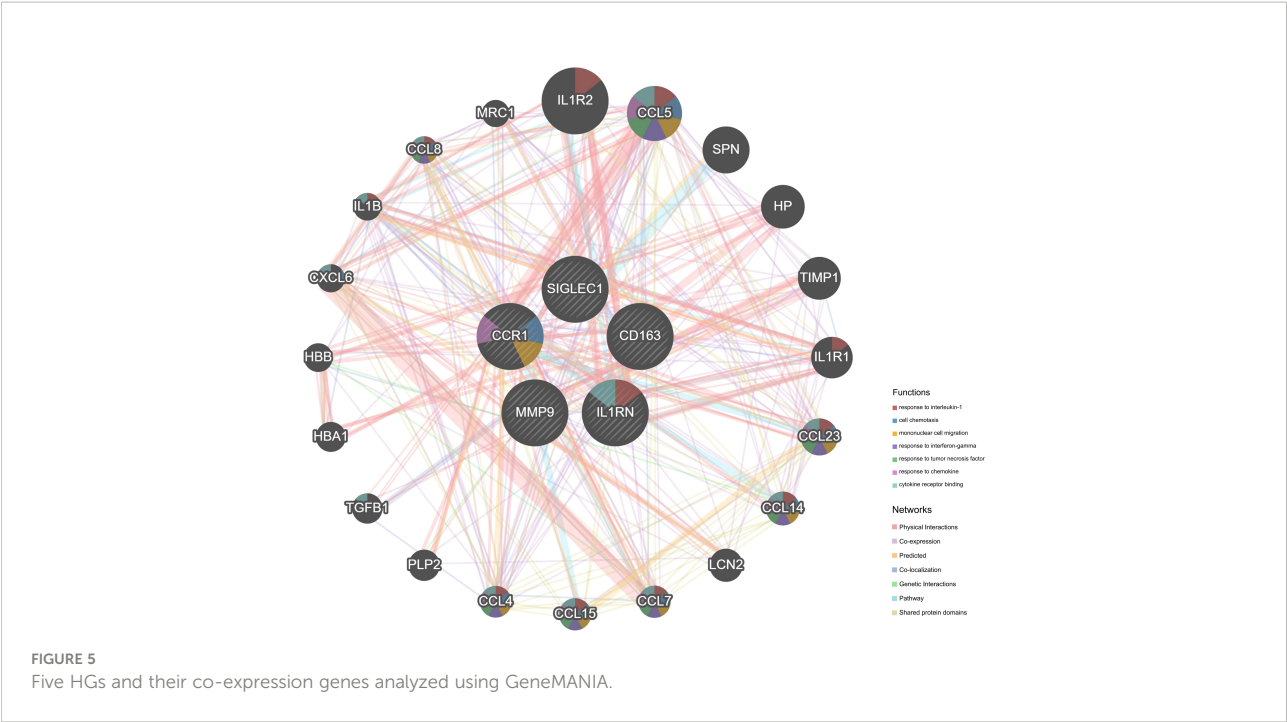 IL1R2
CCL5
MRC1
SPN
CCL8
HP
IL1B
TIMP1
CXCL6
SIGLEC1
CCR1
CD163
HBB
IL1R1
MMP9
IL1RN
HBA1
CCL23
TGFB1
CCL14
PLP2
LCN2
CCL4
CCL15
CCL7
Functions
response to interleukin-1
cell chemotaxis
mononuclear cell migration
response to interferon-gamma
response to tumor necrosis factor
response to chemokine
cytokine receptor binding
Networks
Physical Interactions
Co-expression
Predicted
Co-localization
Genetic Interactions
Pathway
Shared protein domains
FIGURE 5
Five HGs and their co-expression genes analyzed using GeneMANIA.